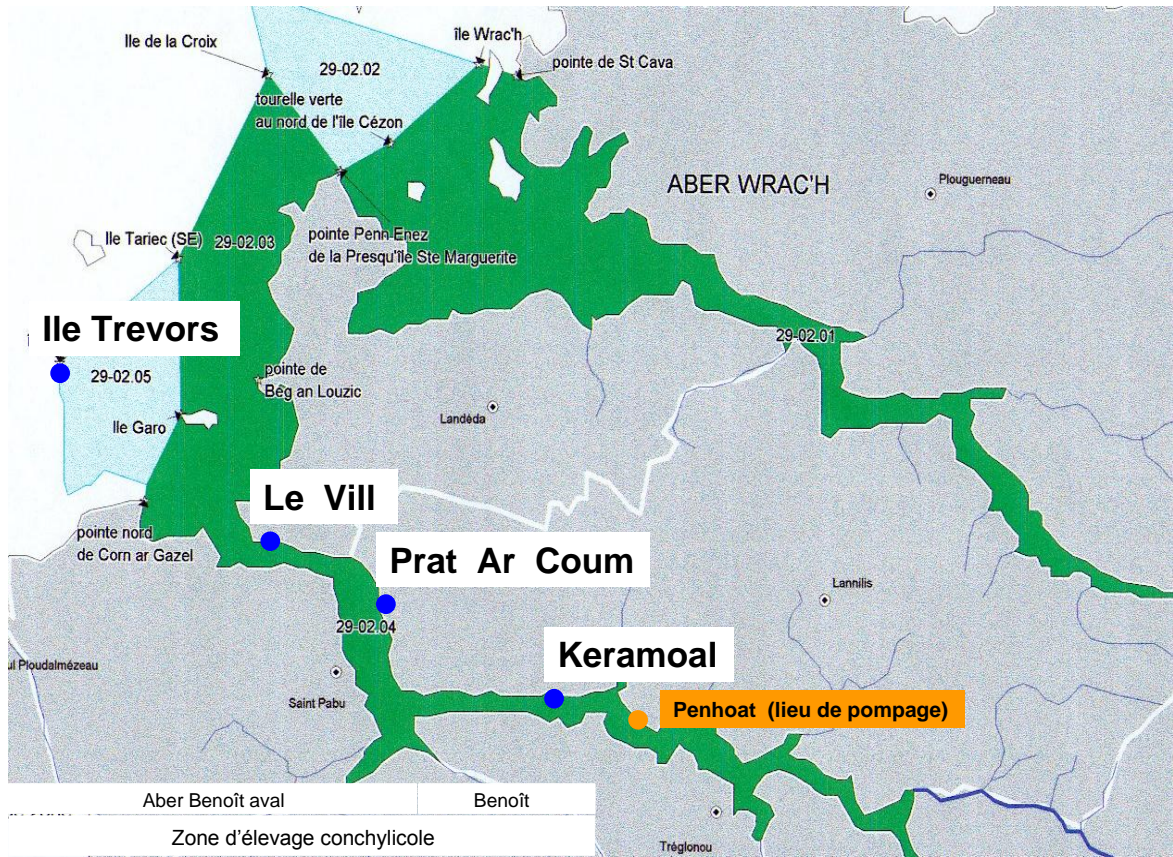 île Wrac'h
Ile de la Croix
pointe de St Cava
29-02.02
tourelle verte
au nord de l'île Cézon
ABER WRAC'H
Plouguerneau
Ile Tariec (SE)
29-02.03
pointe Penn Enez
de la Presqu'île Ste Marguerite
Ile Trevors
29-02.01
29-02.05
pointe de
Beg an Louzic
Ile Garo
Landéda
Le Vill
pointe nord
de Corn ar Gazel
Prat Ar Coum
Lannilis
29-02.04
Keramoal
ul Ploudalmézeau
Saint Pabu
Penhoat (lieu de pompage)
Aber Benoît aval
Benoît
Tréglonou
Zone d'élevage conchylicole